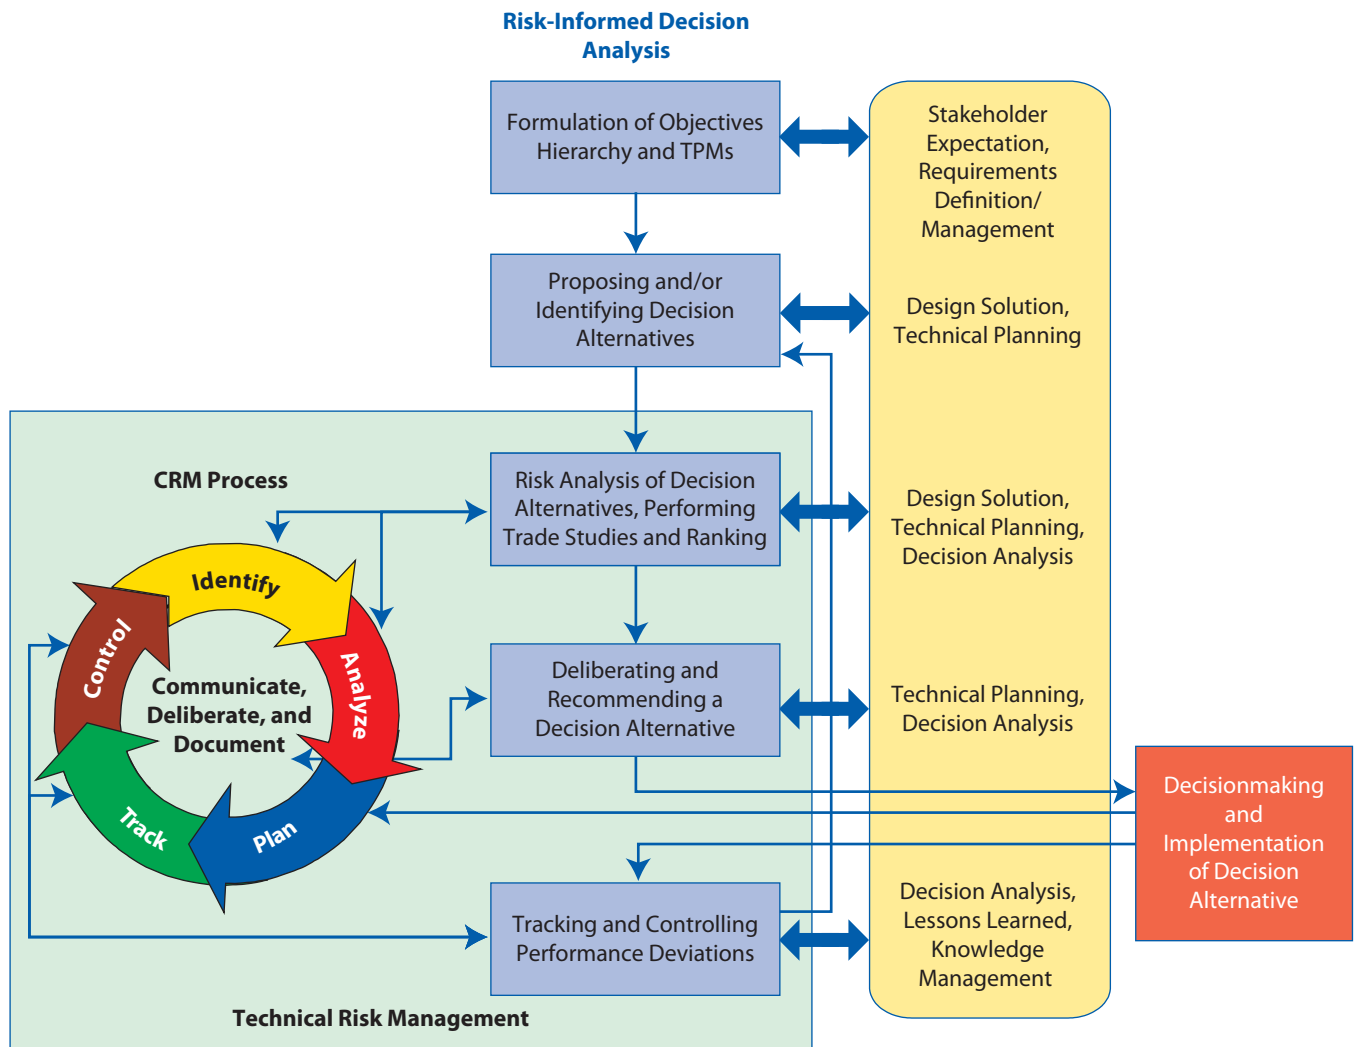 Risk-Informed Decision
Analysis
Formulation of Objectives
Hierarchy and TPMs
Stakeholder
Expectation,
Requirements
Definition/
Management
Proposing and/or
Identifying Decision
Alternatives
Design Solution,
Technical Planning
CRM Process
Risk Analysis of Decision
Alternatives, Performing
Trade Studies and Ranking
Design Solution,
Technical Planning,
Decision Analysis
Identify
Analyze
Plan
Track
Control
Communicate,
Deliberate, and
Document
Deliberating and
Recommending a
Decision Alternative
Technical Planning,
Decision Analysis
Decisionmaking
and
Implementation
of Decision
Alternative
Tracking and Controlling
Performance Deviations
Decision Analysis,
Lessons Learned,
Knowledge
Management
Technical Risk Management